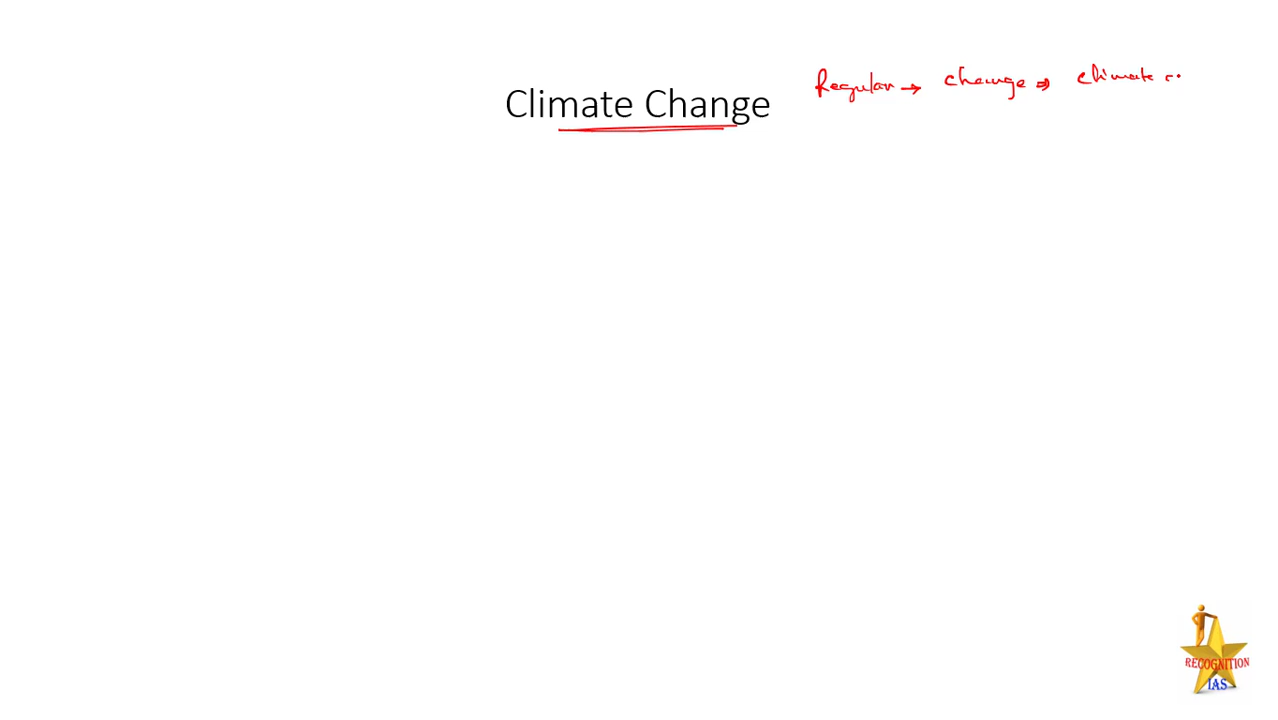 Regular → change ⇒ climate
Climate Change
RECOGNITION
IAS